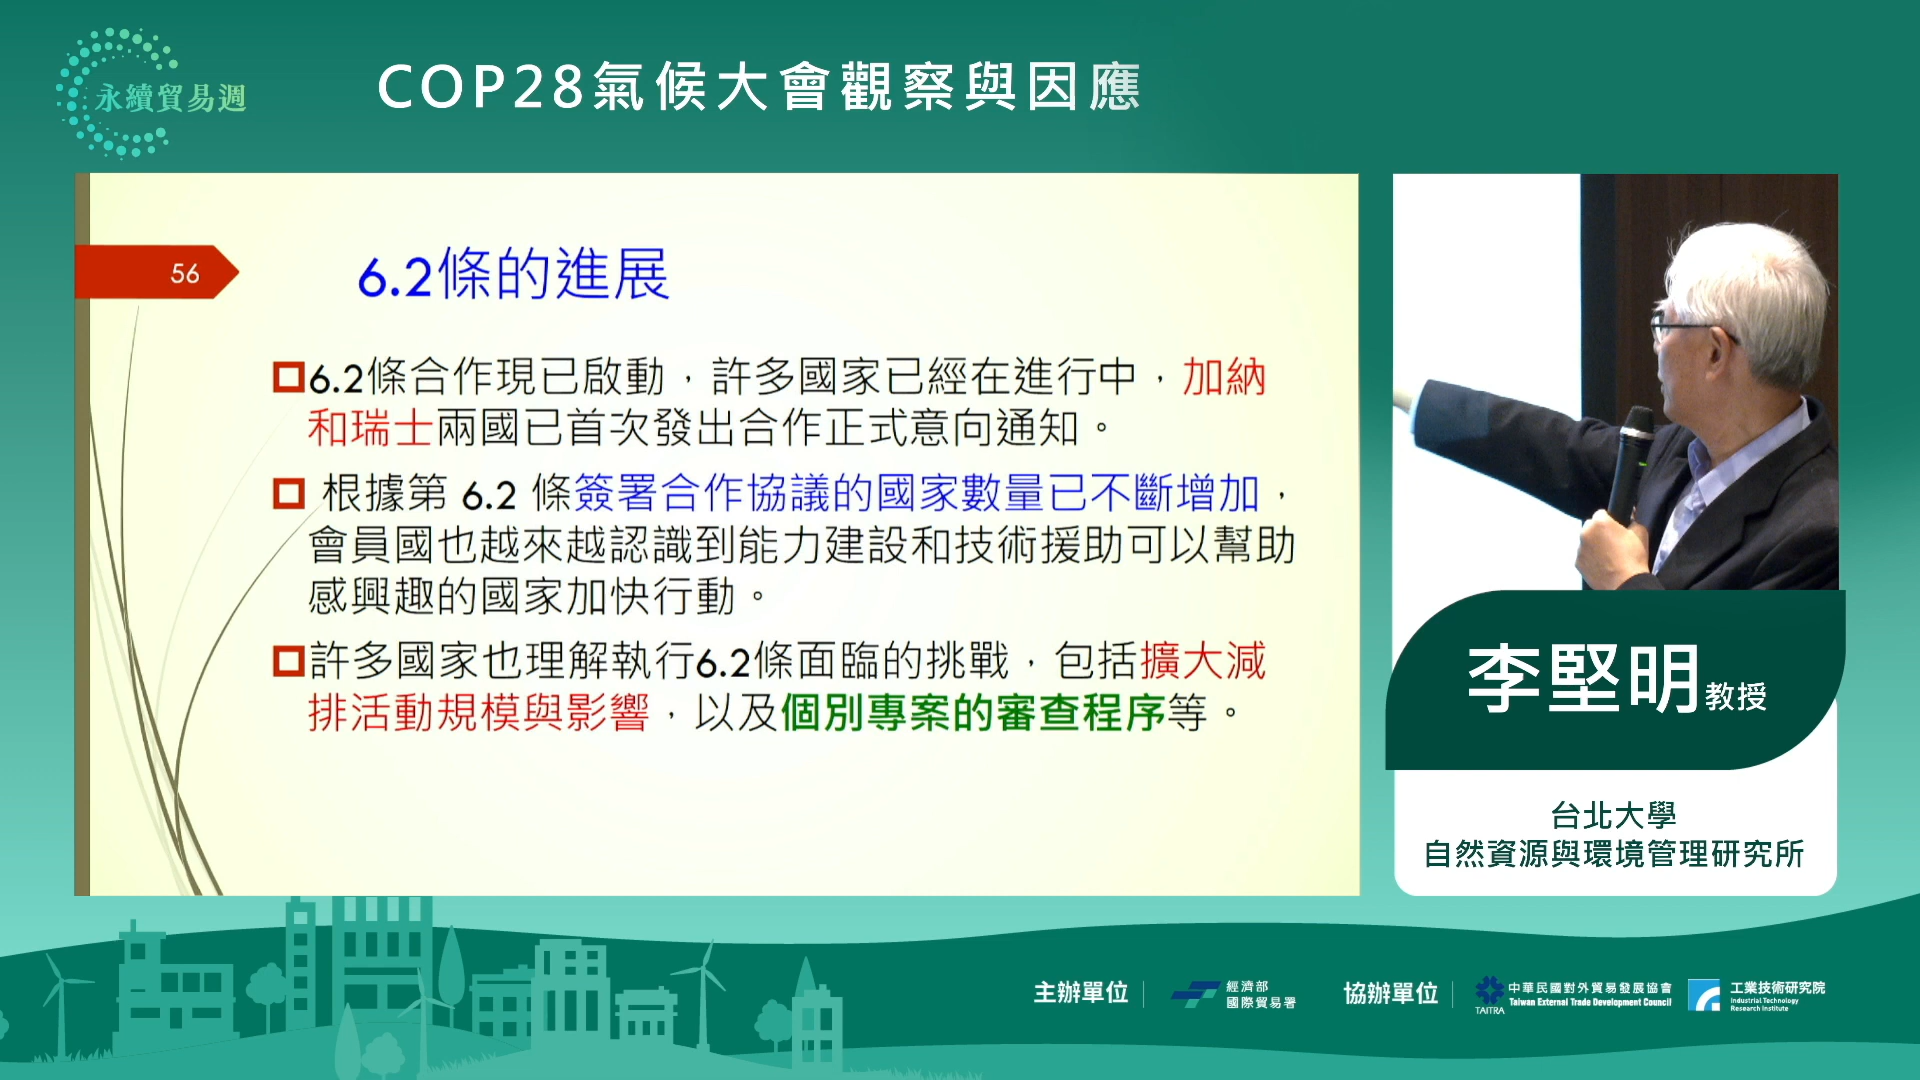 永續貿易週
COP28氣候大會觀察與因應
56
6.2條的進展
6.2條合作現已啟動，許多國家已經在進行中，加納
和瑞士兩國已首次發出合作正式意向通知。
根據第 6.2 條簽署合作協議的國家數量已不斷增加，
會員國也越來越認識到能力建設和技術援助可以幫助
感興趣的國家加快行動。
許多國家也理解執行6.2條面臨的挑戰，包括擴大減
排活動規模與影響，以及個別專案的審查程序等。
李堅明教授
台北大學
自然資源與環境管理研究所
主辦單位
經濟部
國際貿易署
協辦單位
TAITRA
中華民國對外貿易發展協會
Taiwan External Trade Development Council
工業技術研究院
Industrial Technology
Research Institute